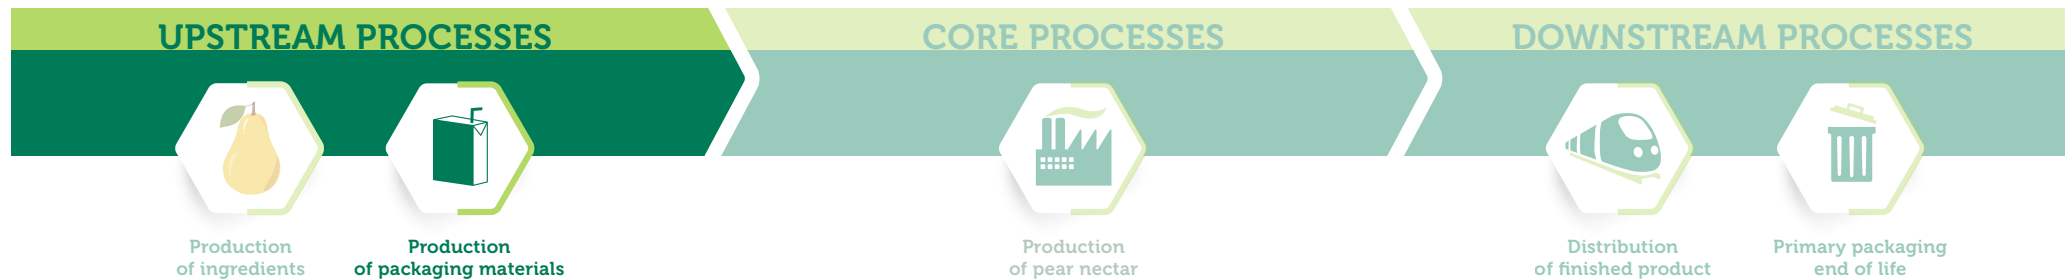 UPSTREAM PROCESSES
CORE PROCESSES
DOWNSTREAM PROCESSES
Production
of ingredients
Production
of packaging materials
Production
of pear nectar
Distribution
of finished product
Primary packaging
end of life